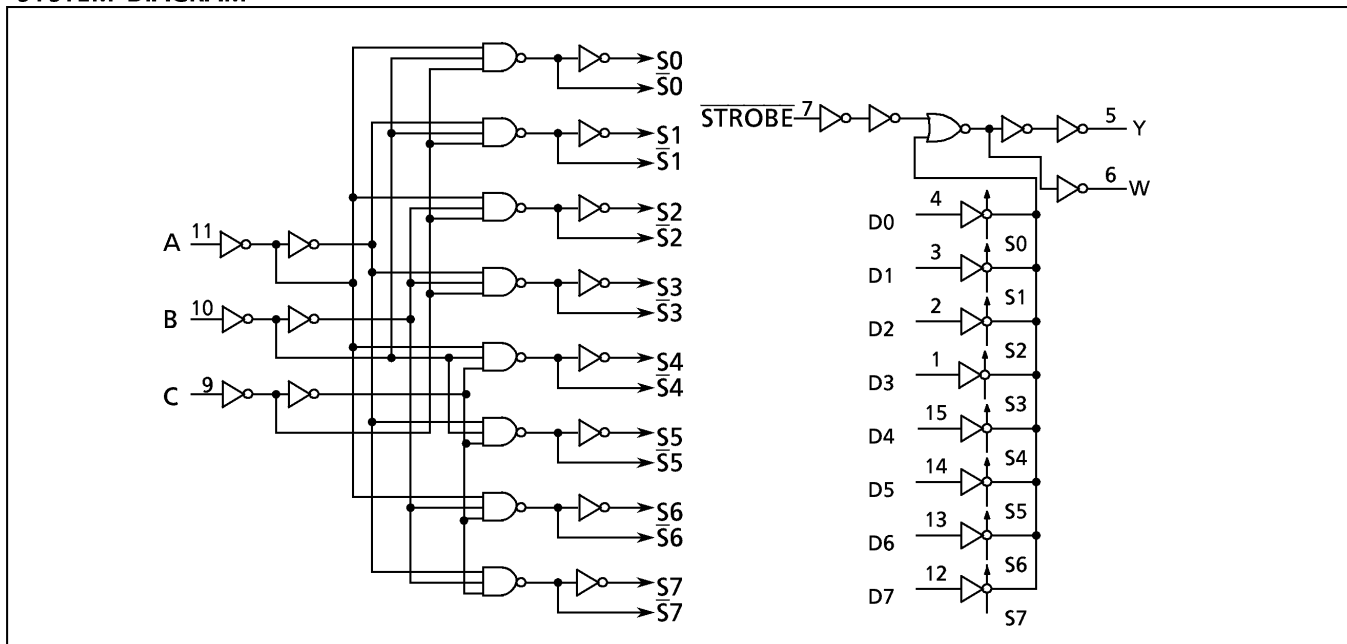 SYSTEM DIAGRAM
S0
S̅0
S1
S̅1
S2
S̅2
S3
S̅3
S4
S̅4
S5
S̅5
S6
S̅6
S7
S̅7
A 11
B 10
C 9
S̅T̅R̅O̅B̅E̅ 7
5 Y
6 W
D0 4 S0
D1 3 S1
D2 2 S2
D3 1 S3
D4 15 S4
D5 14 S5
D6 13 S6
D7 12 S7